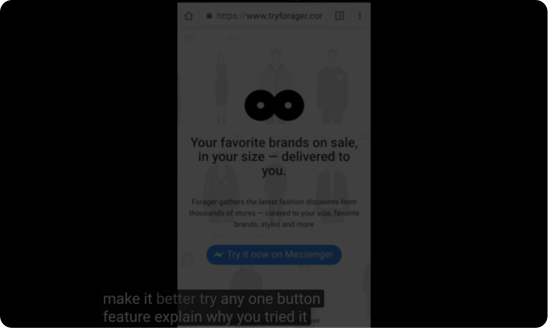 https://www.tryforager.cor
3
Your favorite brands on sale,
in your size — delivered to
you.
Forager gathers the latest fashion discounts from
thousands of stores — catered to your size, favorite
brands, styles and more
Try it now on Messenger
make it better try any one button
feature explain why you tried it